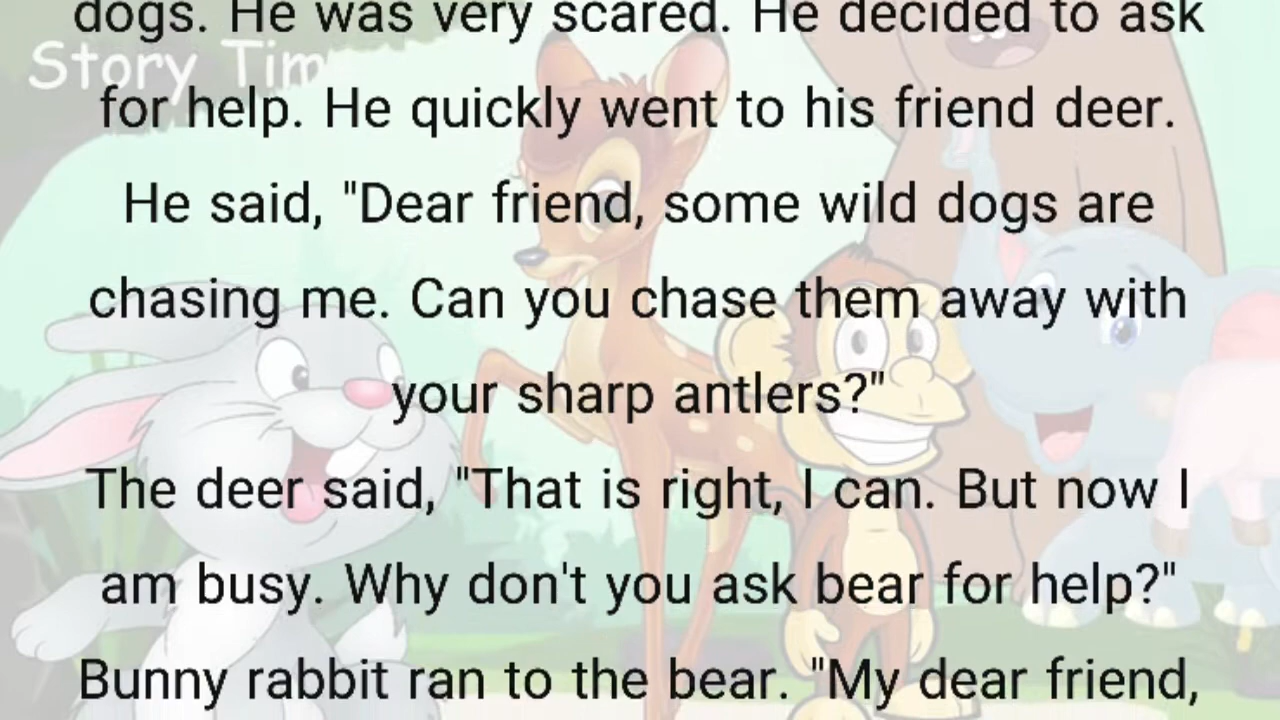 dogs. He was very scared. He decided to ask
Story Tim
for help. He quickly went to his friend deer.
He said, "Dear friend, some wild dogs are
chasing me. Can you chase them away with
your sharp antlers?"
The deer said, "That is right, I can. But now I
am busy. Why don't you ask bear for help?"
Bunny rabbit ran to the bear. "My dear friend,